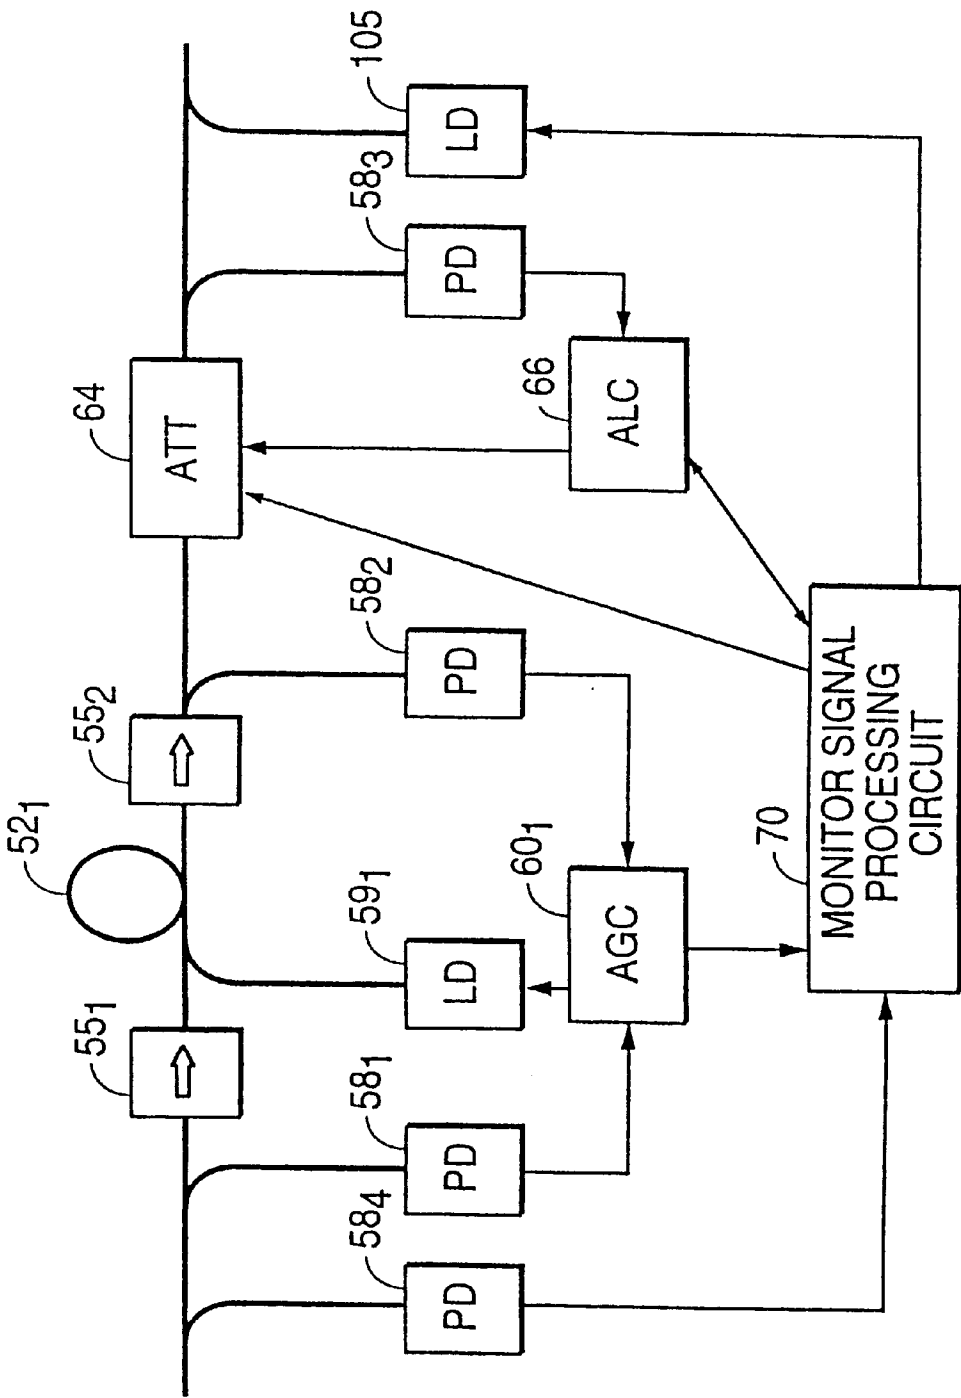 52₁
55₁
55₂
64
ATT
58₄
58₁
59₁
58₂
58₃
105
PD
PD
LD
PD
PD
LD
60₁
AGC
66
ALC
70
MONITOR SIGNAL
PROCESSING
CIRCUIT